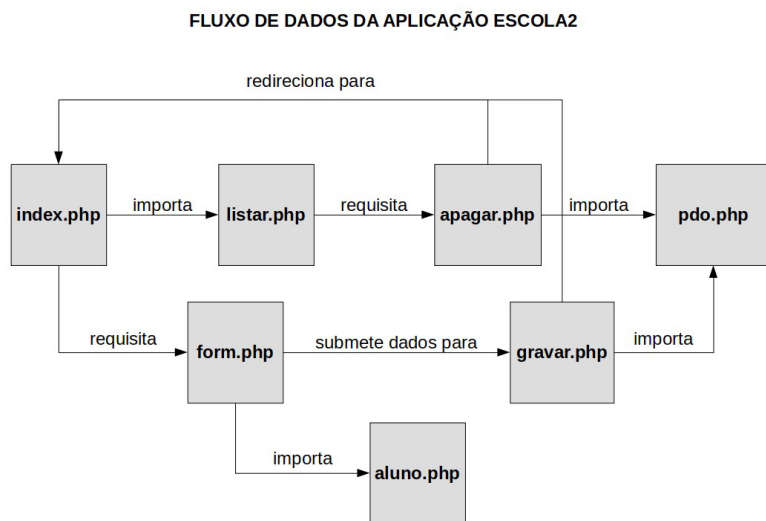 FLUXO DE DADOS DA APLICAÇÃO ESCOLA2
redireciona para
index.php
importa
listar.php
requisita
apagar.php
importa
pdo.php
requisita
form.php
submete dados para
gravar.php
importa
importa
aluno.php